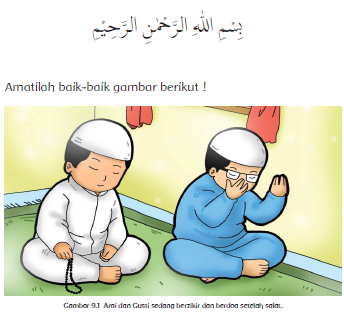 بِسْمِ اللّٰهِ الرَّحْمٰنِ الرَّحِيْمِ
Amatilah baik-baik gambar berikut !
Gambar 9.1 Arai dan Gusti sedang berzikir dan berdoa setelah salat.